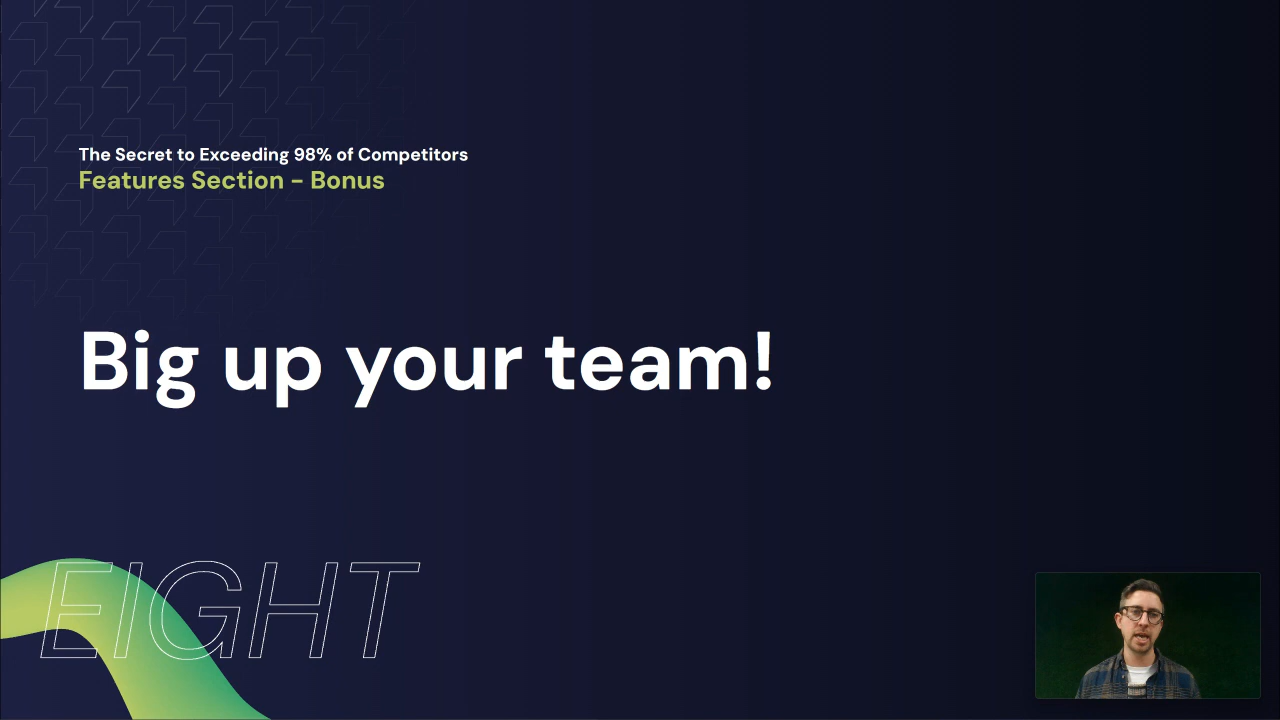 The Secret to Exceeding 98% of Competitors
Features Section - Bonus
Big up your team!
EIGHT